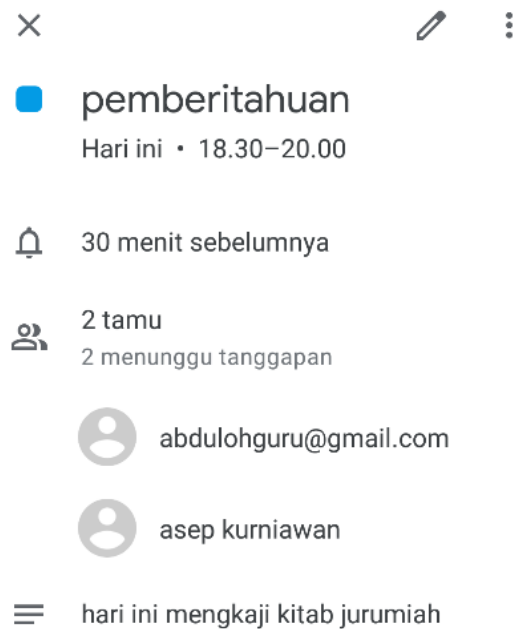 pemberitahuan
Hari ini • 18.30–20.00
30 menit sebelumnya
2 tamu
2 menunggu tanggapan
abdulohguru@gmail.com
asep kurniawan
hari ini mengkaji kitab jurumiah